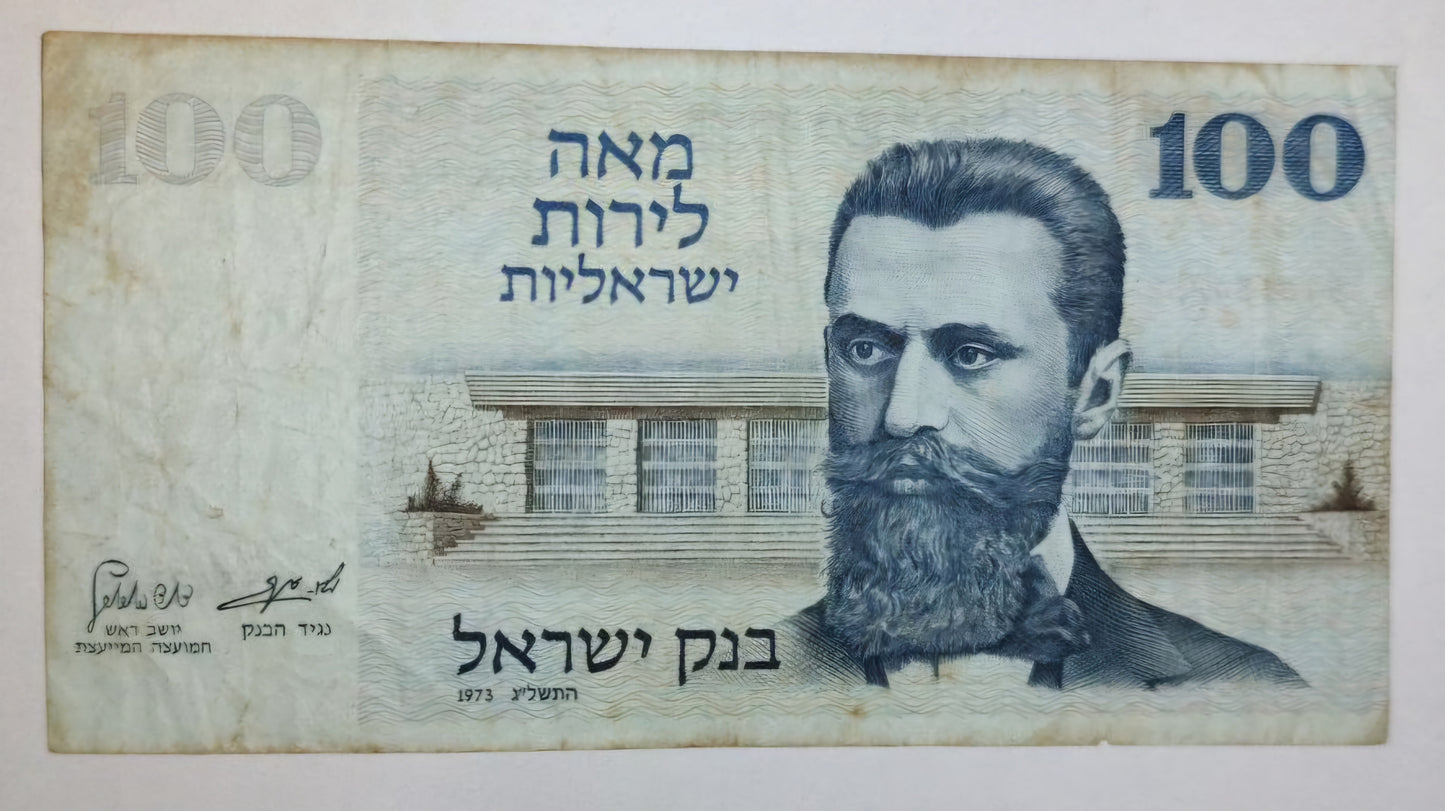 100
100
מאה
לירות
ישראליות
יושב ראש
המועצה המייעצת
נגיד הבנק
בנק ישראל
התשל"ג 1973